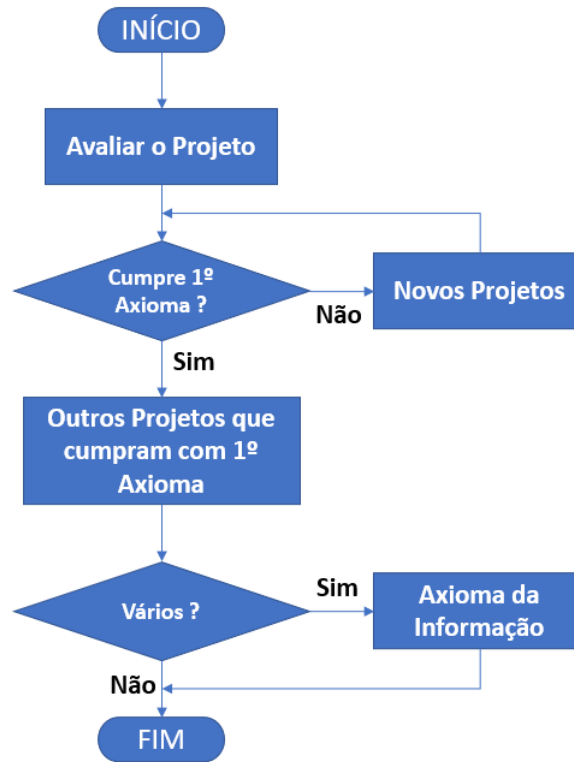 INÍCIO
Avaliar o Projeto
Cumpre 1º
Axioma ?
Não
Novos Projetos
Sim
Outros Projetos que
cumpram com 1º
Axioma
Vários ?
Sim
Axioma da
Informação
Não
FIM